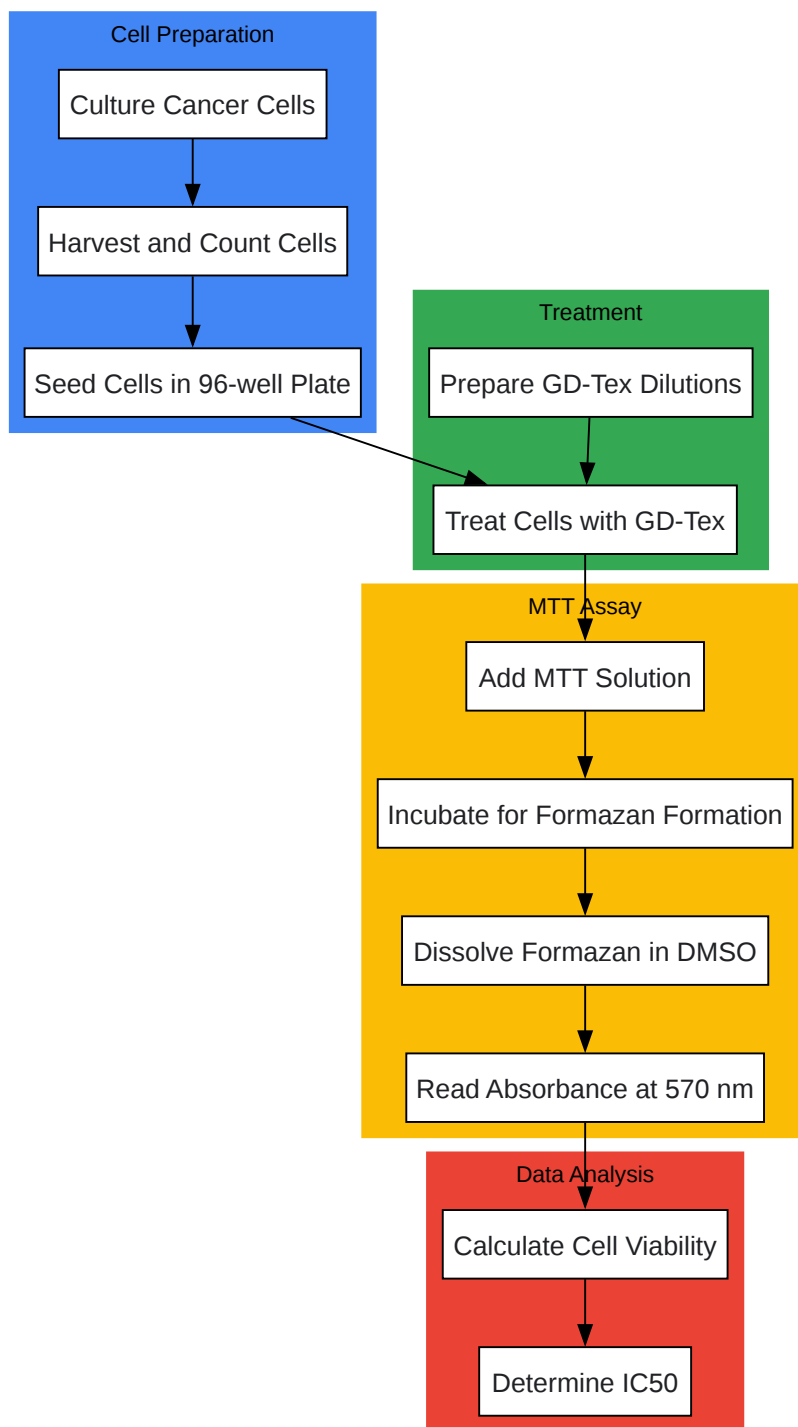 Cell Preparation
Culture Cancer Cells
Harvest and Count Cells
Seed Cells in 96-well Plate
Treatment
Prepare GD-Tex Dilutions
Treat Cells with GD-Tex
MTT Assay
Add MTT Solution
Incubate for Formazan Formation
Dissolve Formazan in DMSO
Read Absorbance at 570 nm
Data Analysis
Calculate Cell Viability
Determine IC50